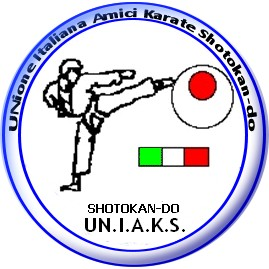 UNione Italiana Amici Karate Shotokan-do
SHOTOKAN-DO
UN.I.A.K.S.